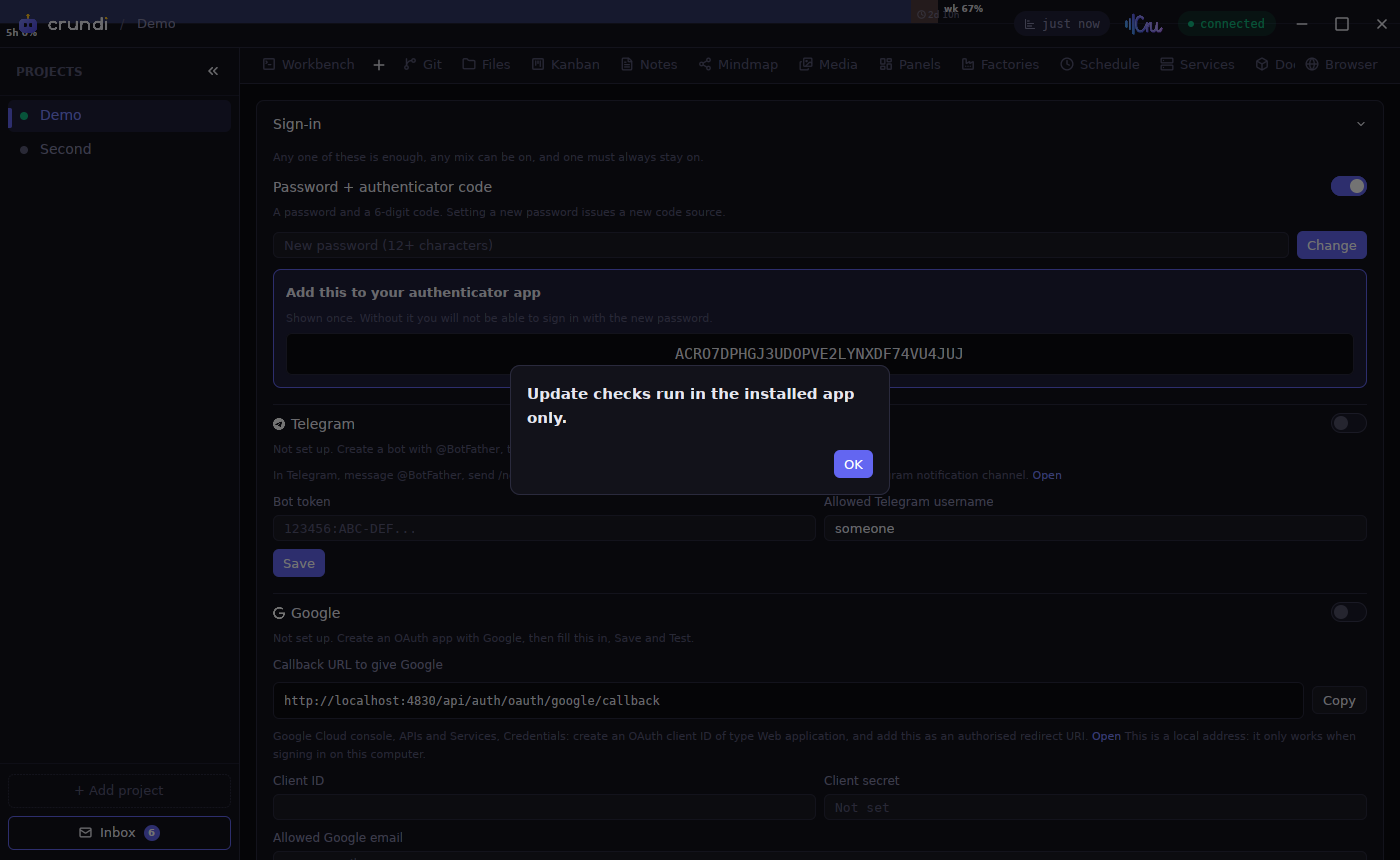 crundi / Demo
5h 0%
2d 10h
wk 67%
just now
Cru
connected
PROJECTS
Workbench
Git
Files
Kanban
Notes
Mindmap
Media
Panels
Factories
Schedule
Services
Doc
Browser
Demo
Second
+ Add project
Inbox 6
Sign-in
Any one of these is enough, any mix can be on, and one must always stay on.
Password + authenticator code
A password and a 6-digit code. Setting a new password issues a new code source.
New password (12+ characters)
Change
Add this to your authenticator app
Shown once. Without it you will not be able to sign in with the new password.
ACRO7DPHGJ3UDOPVE2LYNXDF74VU4JUJ
Update checks run in the installed app
only.
OK
Telegram
Not set up. Create a bot with @BotFather,
In Telegram, message @BotFather, send /n
ram notification channel. Open
Bot token
Allowed Telegram username
123456:ABC-DEF...
someone
Save
Google
Not set up. Create an OAuth app with Google, then fill this in, Save and Test.
Callback URL to give Google
http://localhost:4830/api/auth/oauth/google/callback
Copy
Google Cloud console, APIs and Services, Credentials: create an OAuth client ID of type Web application, and add this as an authorised redirect URI. Open This is a local address: it only works when
signing in on this computer.
Client ID
Client secret
Not set
Allowed Google email